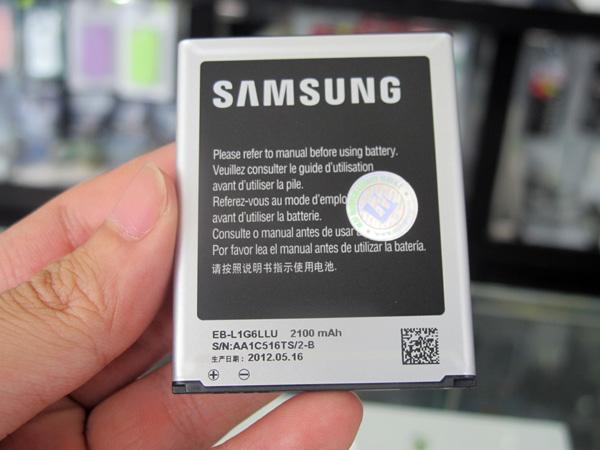 SAMSUNG
Please refer to manual before using battery.
Veuillez consulter le guide d'utilisation
avant d'utiliser la pile.
Referez-vous au mode d'emplo
avant d'utiliser la batterie.
Consulte o manual antes de usar
Por favor lea el manual antes de utilizar la batería.
请按照说明书指示使用电池.
EB-L1G6LLU 2100 mAh
S/N:AA1C516TS/2-B
生产日期: 2012.05.16